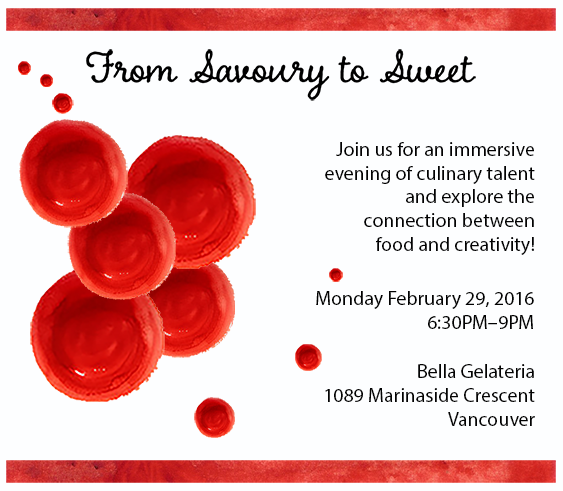 From Savoury to Sweet
Join us for an immersive
evening of culinary talent
and explore the
connection between
food and creativity!
Monday February 29, 2016
6:30PM–9PM
Bella Gelateria
1089 Marinaside Crescent
Vancouver